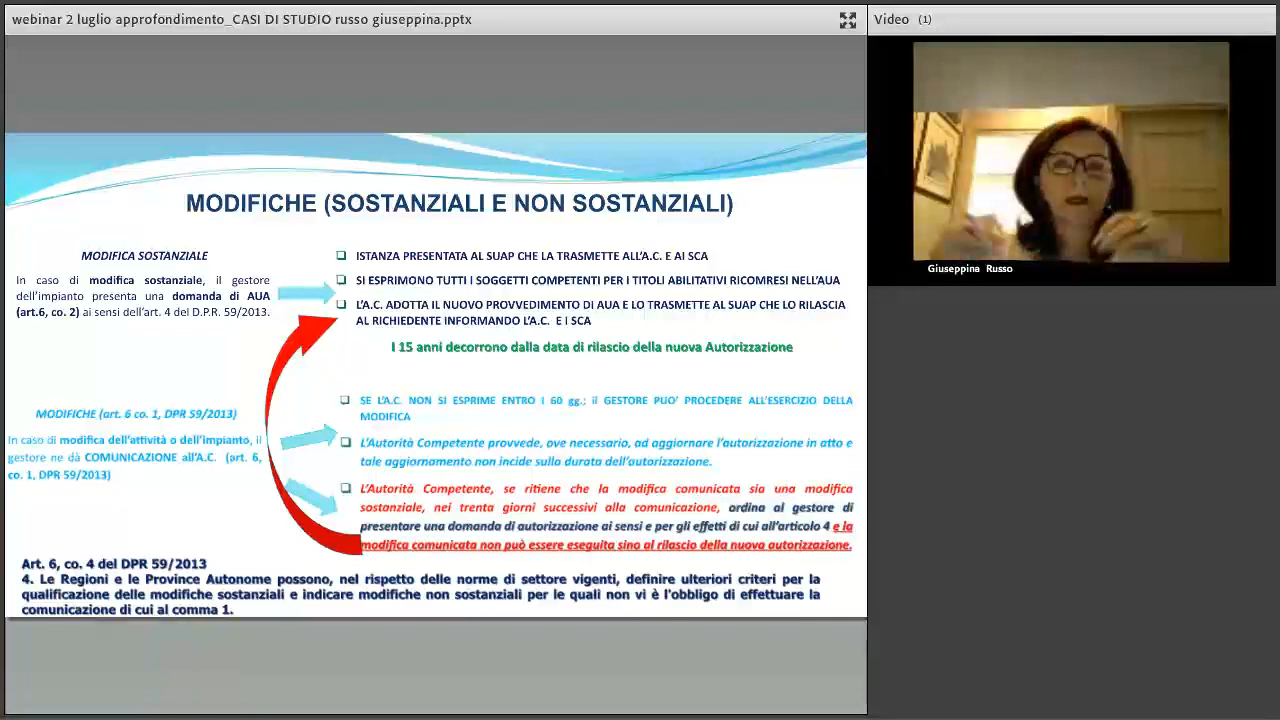 webinar 2 luglio approfondimento_CASI DI STUDIO russo giuseppina.pptx
Video (1)
Giuseppina Russo
MODIFICHE (SOSTANZIALI E NON SOSTANZIALI)
MODIFICA SOSTANZIALE
In caso di modifica sostanziale, il gestore
dell'impianto presenta una domanda di AUA
(art.6, co. 2) ai sensi dell'art. 4 del D.P.R. 59/2013.
ISTANZA PRESENTATA AL SUAP CHE LA TRASMETTE ALL'A.C. E AI SCA
SI ESPRIMONO TUTTI I SOGGETTI COMPETENTI PER I TITOLI ABILITATIVI RICOMRESI NELL'AUA
L'A.C. ADOTTA IL NUOVO PROVVEDIMENTO DI AUA E LO TRASMETTE AL SUAP CHE LO RILASCIA
AL RICHIEDENTE INFORMANDO L'A.C. E I SCA
I 15 anni decorrono dalla data di rilascio della nuova Autorizzazione
MODIFICHE (art. 6 co. 1, DPR 59/2013)
In caso di modifica dell'attività o dell'impianto, il
gestore ne dà COMUNICAZIONE all'A.C. (art. 6,
co. 1, DPR 59/2013)
SE L'A.C. NON SI ESPRIME ENTRO I 60 gg.; il GESTORE PUO' PROCEDERE ALL'ESERCIZIO DELLA
MODIFICA
L'Autorità Competente provvede, ove necessario, ad aggiornare l'autorizzazione in atto e
tale aggiornamento non incide sulla durata dell'autorizzazione.
L'Autorità Competente, se ritiene che la modifica comunicata sia una modifica
sostanziale, nei trenta giorni successivi alla comunicazione, ordina al gestore di
presentare una domanda di autorizzazione ai sensi e per gli effetti di cui all'articolo 4 e la
modifica comunicata non può essere eseguita sino al rilascio della nuova autorizzazione.
Art. 6, co. 4 del DPR 59/2013
4. Le Regioni e le Province Autonome possono, nel rispetto delle norme di settore vigenti, definire ulteriori criteri per la
qualificazione delle modifiche sostanziali e indicare modifiche non sostanziali per le quali non vi è l'obbligo di effettuare la
comunicazione di cui al comma 1.